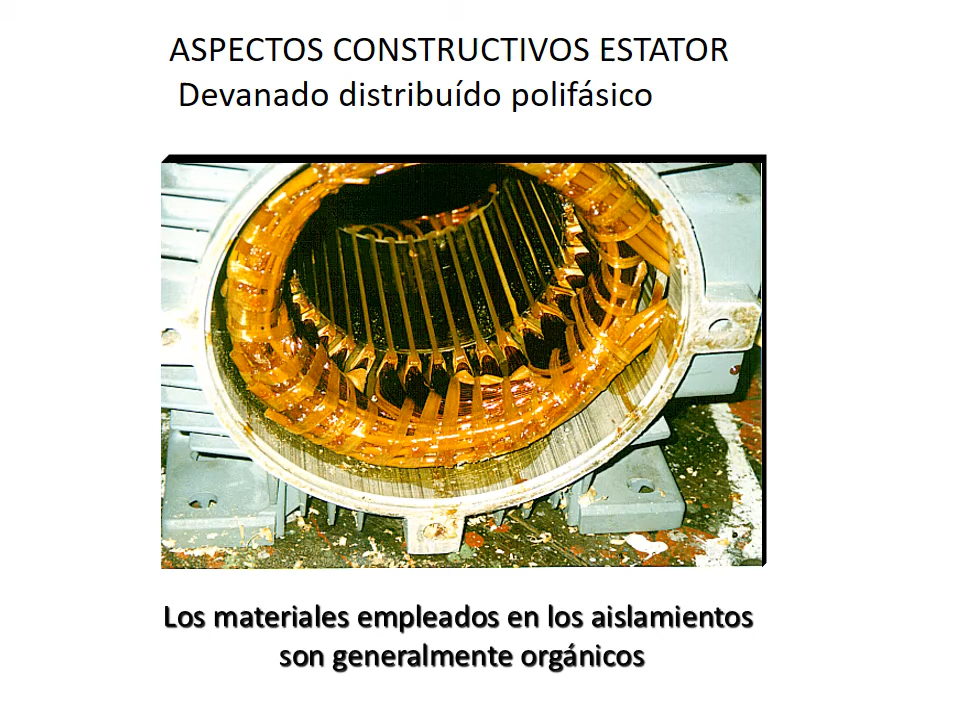 ASPECTOS CONSTRUCTIVOS ESTATOR
Devanado distribuído polifásico
Los materiales empleados en los aislamientos
son generalmente orgánicos